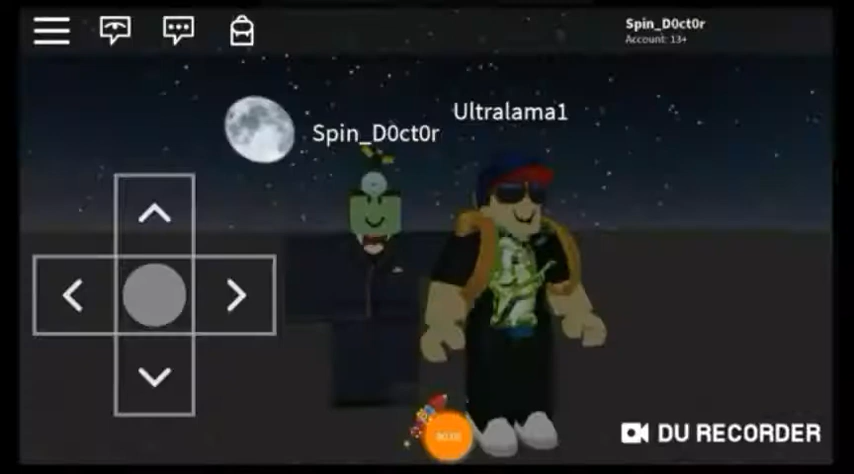 Spin_D0ct0r
Account: 13+
Ultralama1
Spin_D0ct0r
DU RECORDER